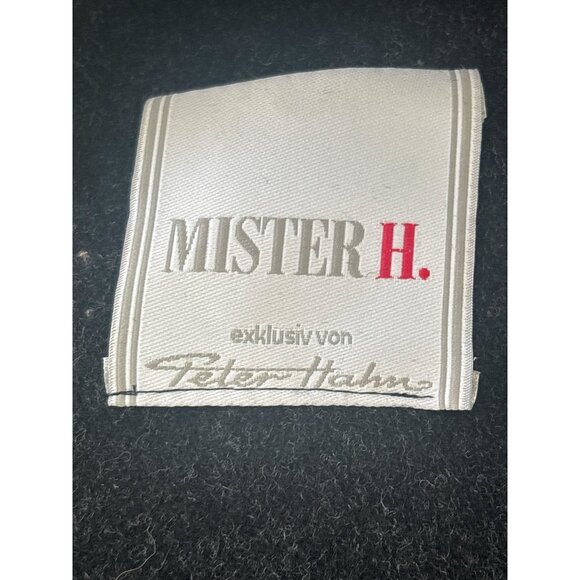 MISTER H.
exklusiv von
Peter Hahn